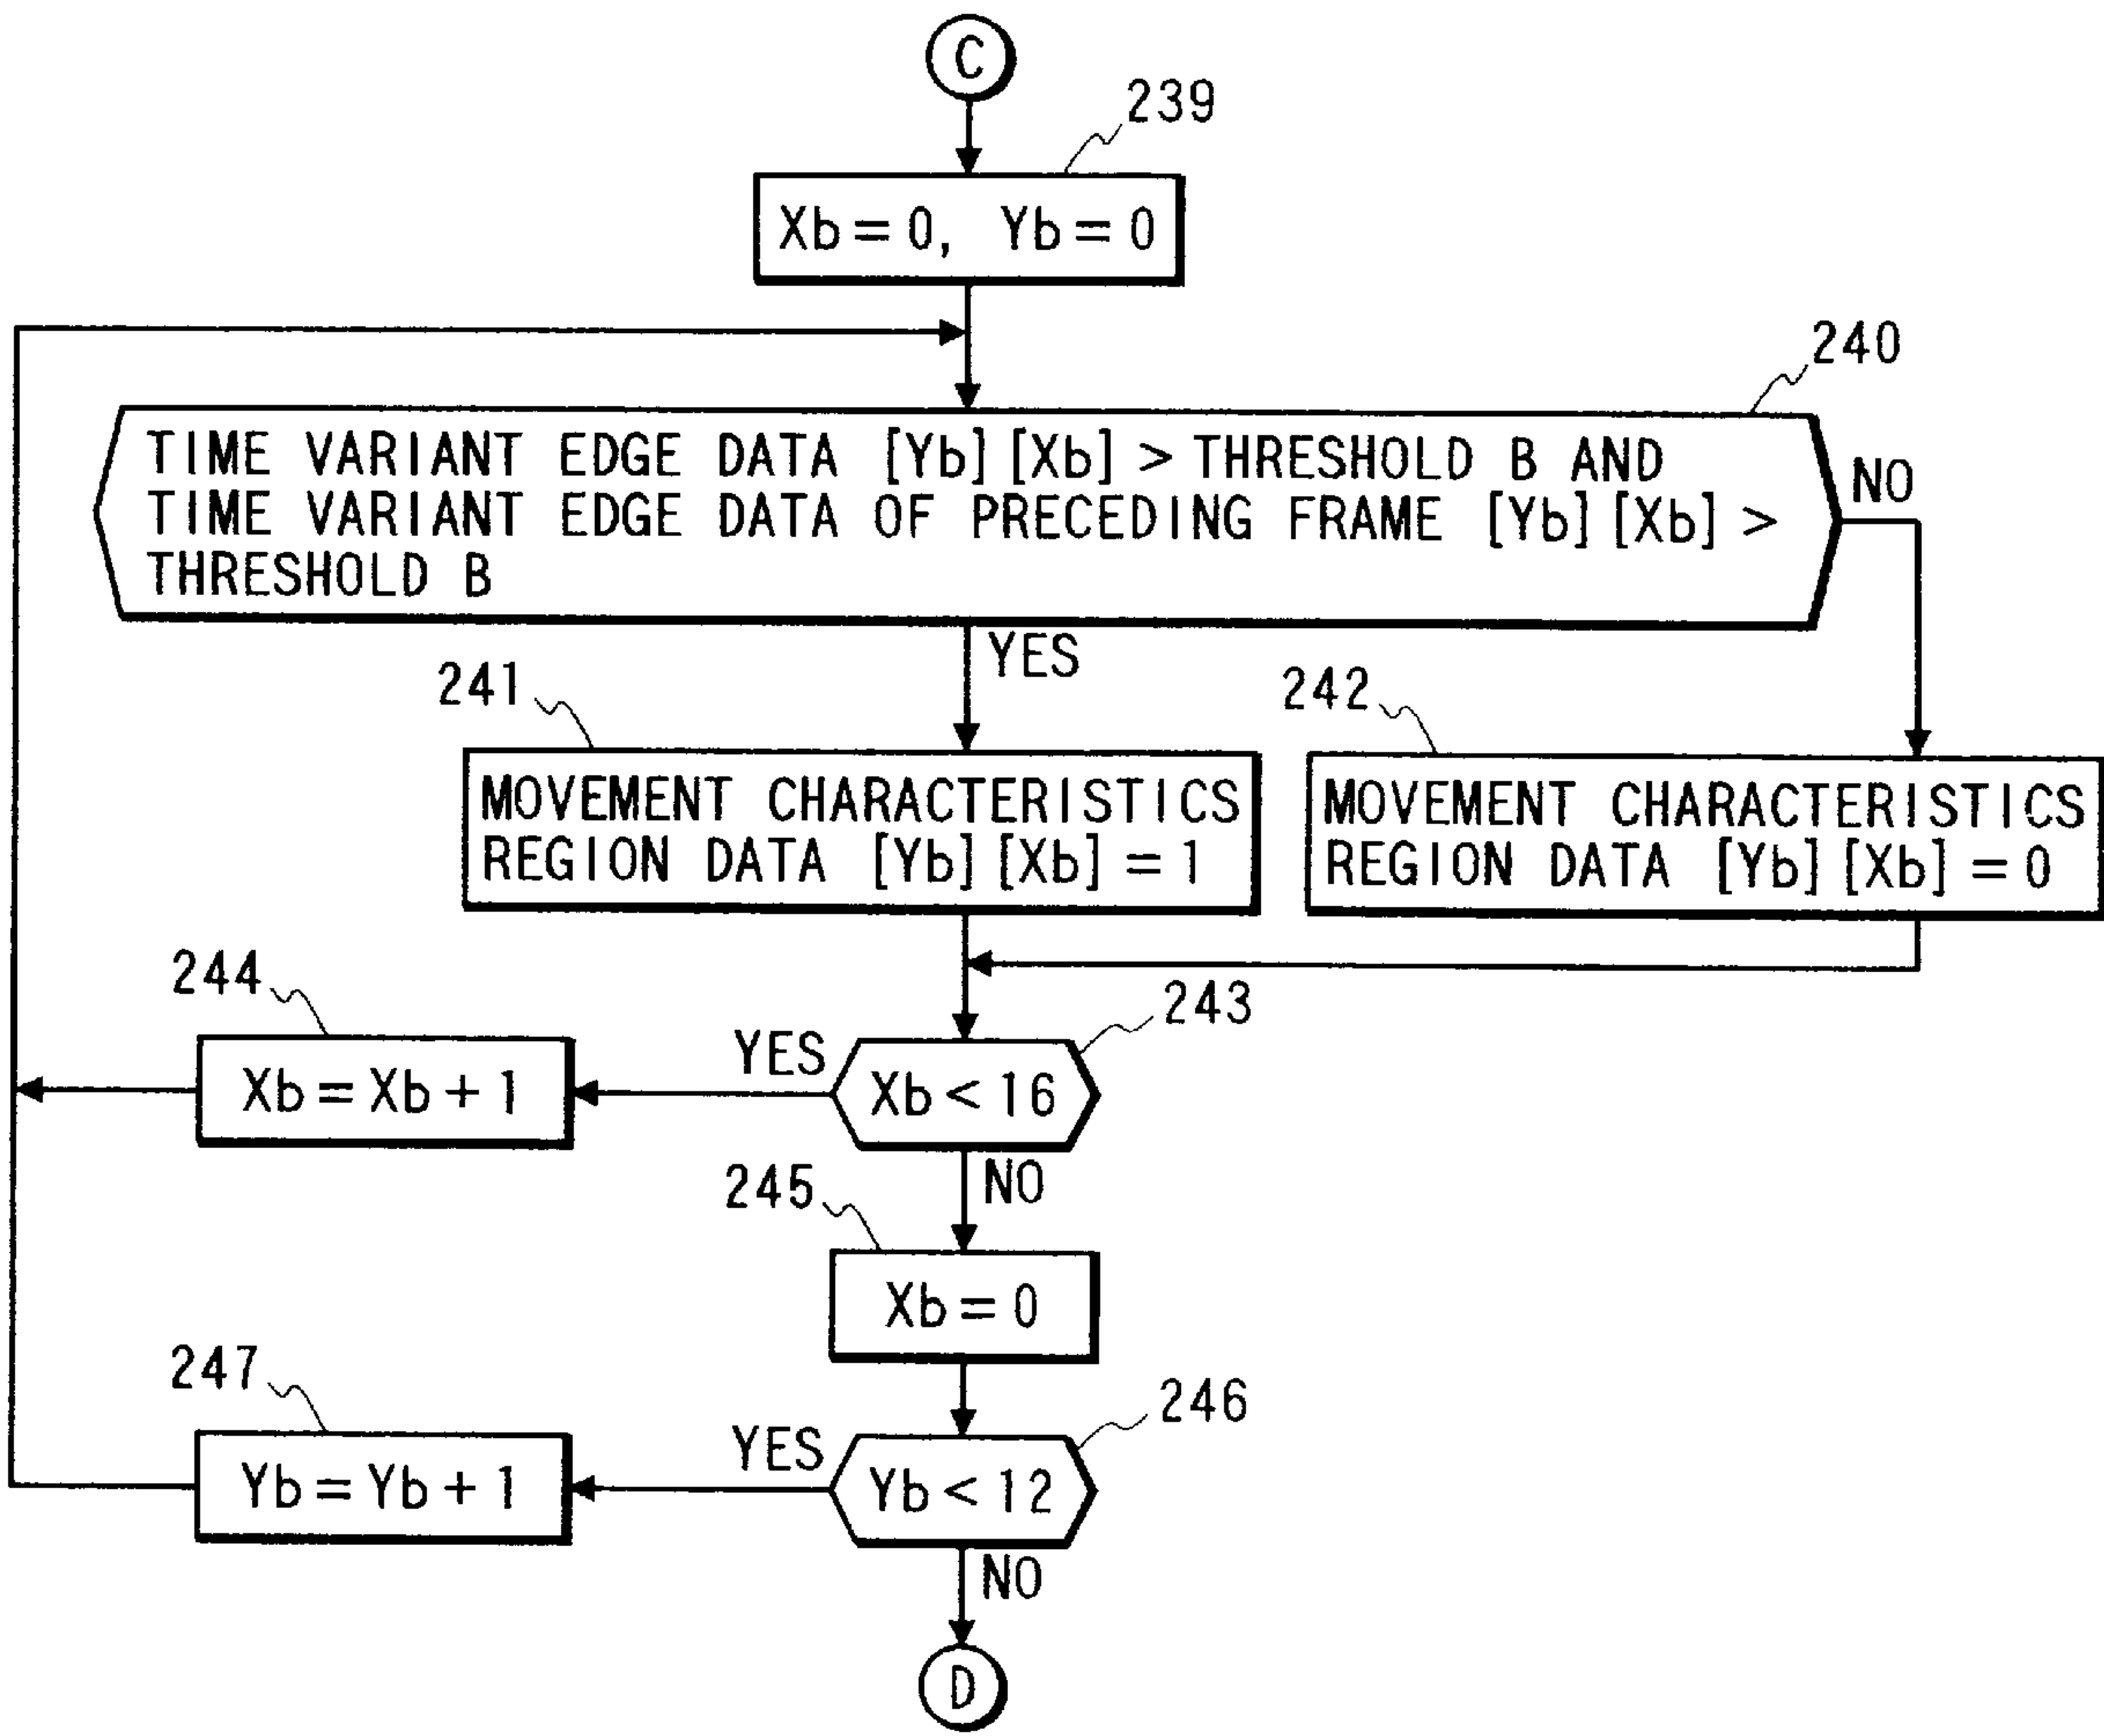 C
239
Xb = 0, Yb = 0
240
TIME VARIANT EDGE DATA [Yb] [Xb] > THRESHOLD B AND
TIME VARIANT EDGE DATA OF PRECEDING FRAME [Yb] [Xb] >
THRESHOLD B
NO
YES
241
242
MOVEMENT CHARACTERISTICS
REGION DATA [Yb] [Xb] = 1
MOVEMENT CHARACTERISTICS
REGION DATA [Yb] [Xb] = 0
244
243
YES
Xb = Xb + 1
Xb < 16
NO
245
Xb = 0
247
246
YES
Yb = Yb + 1
Yb < 12
NO
D